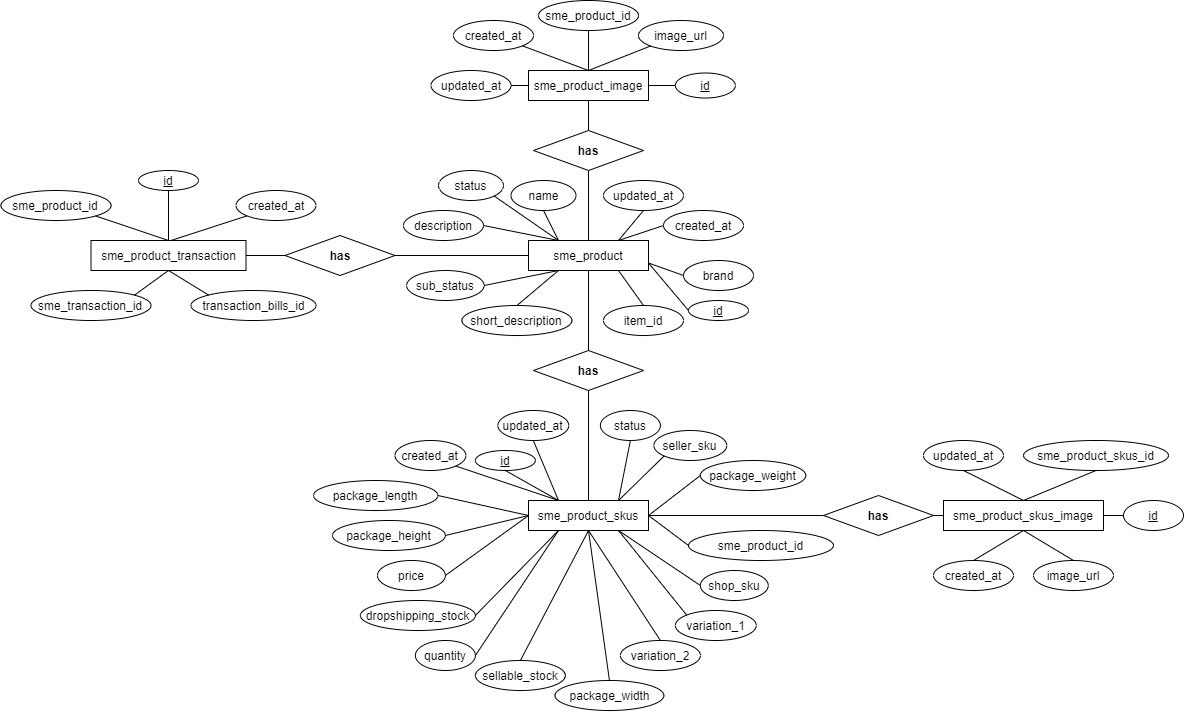 sme_product_id
created_at
image_url
updated_at
sme_product_image
id
has
id
status
name
updated_at
sme_product_id
created_at
description
created_at
sme_product_transaction
has
sme_product
brand
sub_status
sme_transaction_id
transaction_bills_id
id
short_description
item_id
has
updated_at
status
seller_sku
created_at
id
updated_at
sme_product_skus_id
package_weight
package_length
sme_product_skus
has
sme_product_skus_image
id
package_height
sme_product_id
price
created_at
image_url
shop_sku
dropshipping_stock
variation_1
quantity
variation_2
sellable_stock
package_width